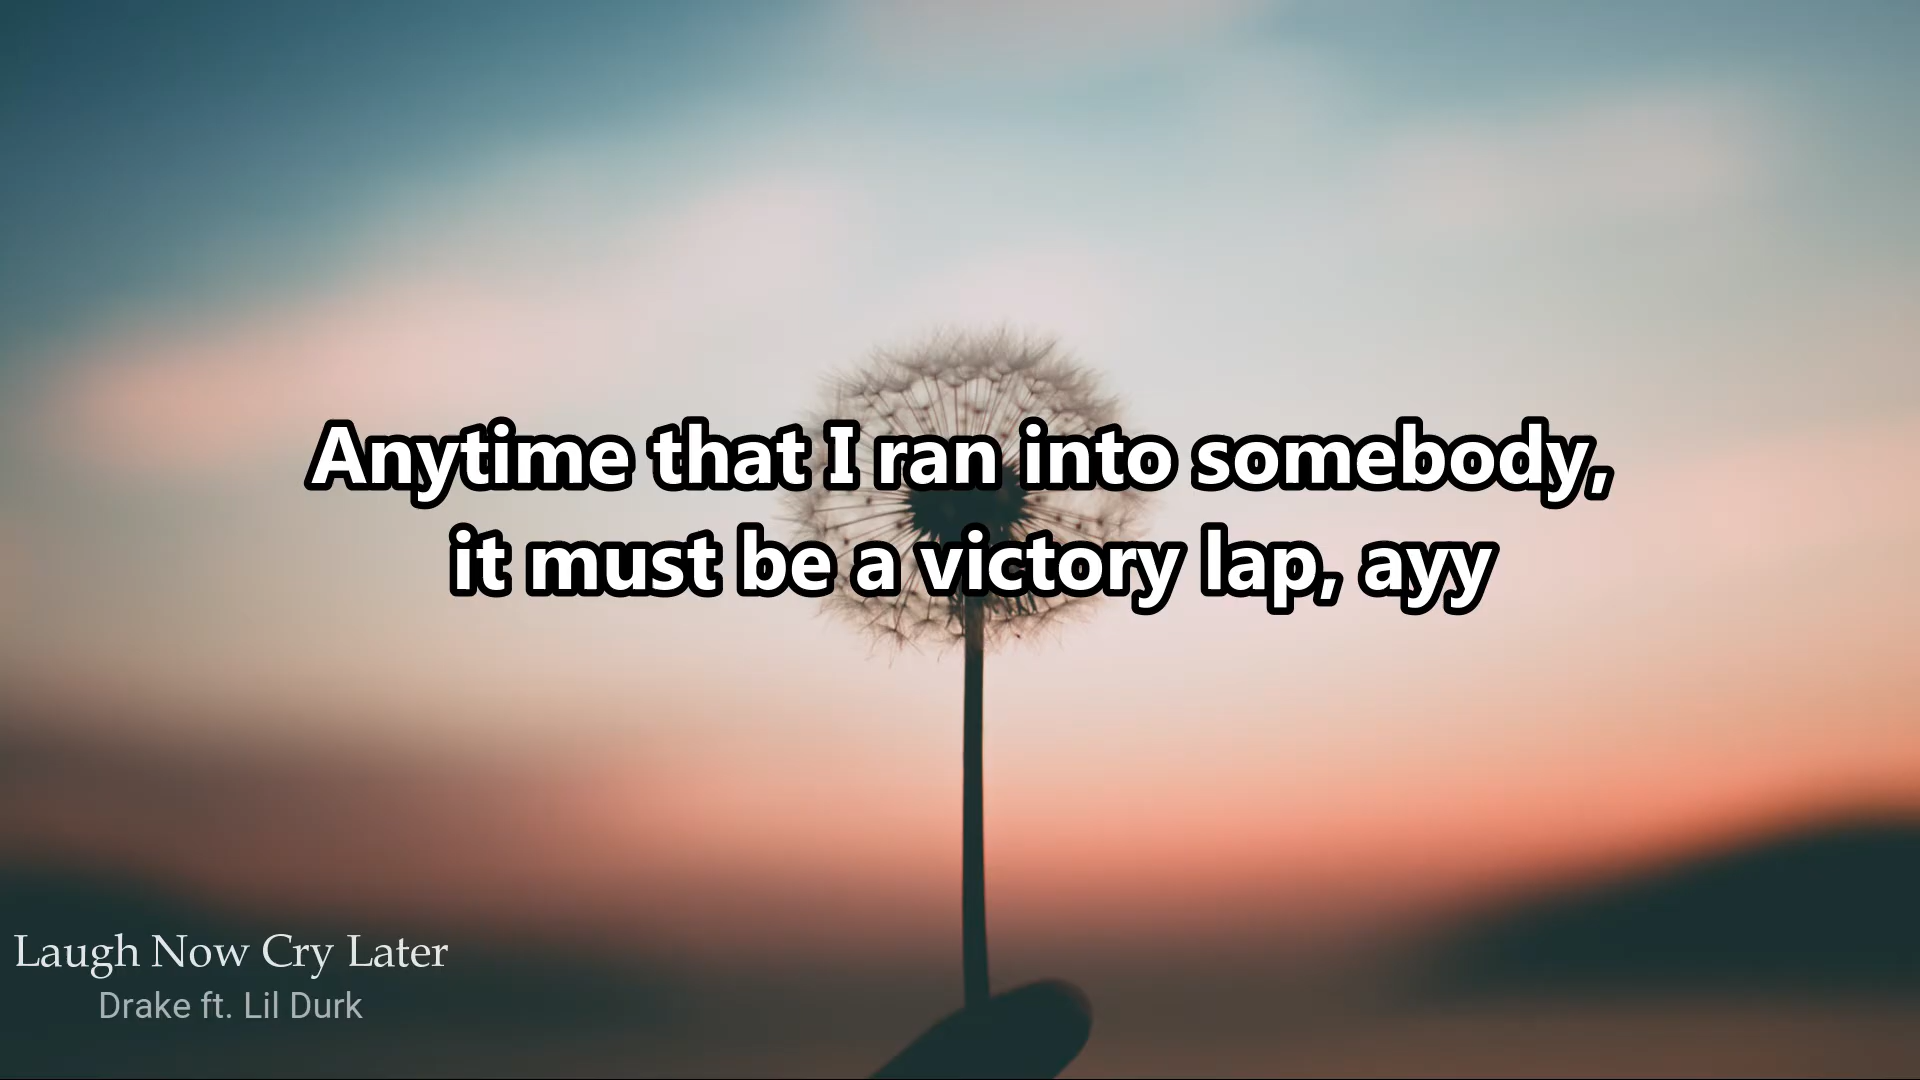 Anytime that I ran into somebody,
it must be a victory lap, ayy
Laugh Now Cry Later
Drake ft. Lil Durk